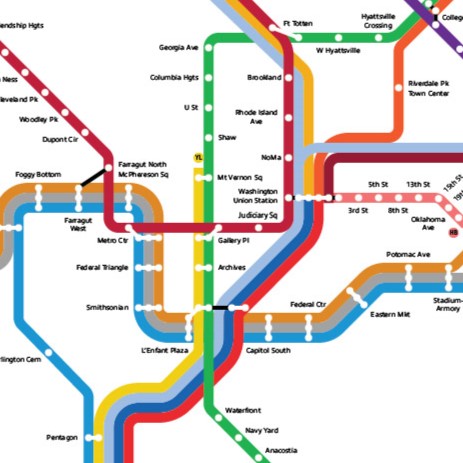 Ft Totten
Hyattsville
Crossing
College
endship Hgts
Georgia Ave
W Hyattsville
Ness
Columbia Hgts
Brookland
Riverdale Pk
Town Center
eveland Pk
U St
Woodley Pk
Rhode Island
Ave
Dupont Cir
Shaw
YL
NoMa
Farragut North
McPherson Sq
Foggy Bottom
Mt Vernon Sq
Washington
Union Station
5th St
13th St
15th St
19t
3rd St
8th St
Oklahoma
Ave
Farragut
West
Judiciary Sq
HB
Metro Ctr
Gallery Pl
Potomac Ave
Federal Triangle
Archives
Stadium-
Armory
Smithsonian
Federal Ctr
Eastern Mkt
L'Enfant Plaza
Capitol South
lington Cem
Waterfront
Navy Yard
Pentagon
Anacostia